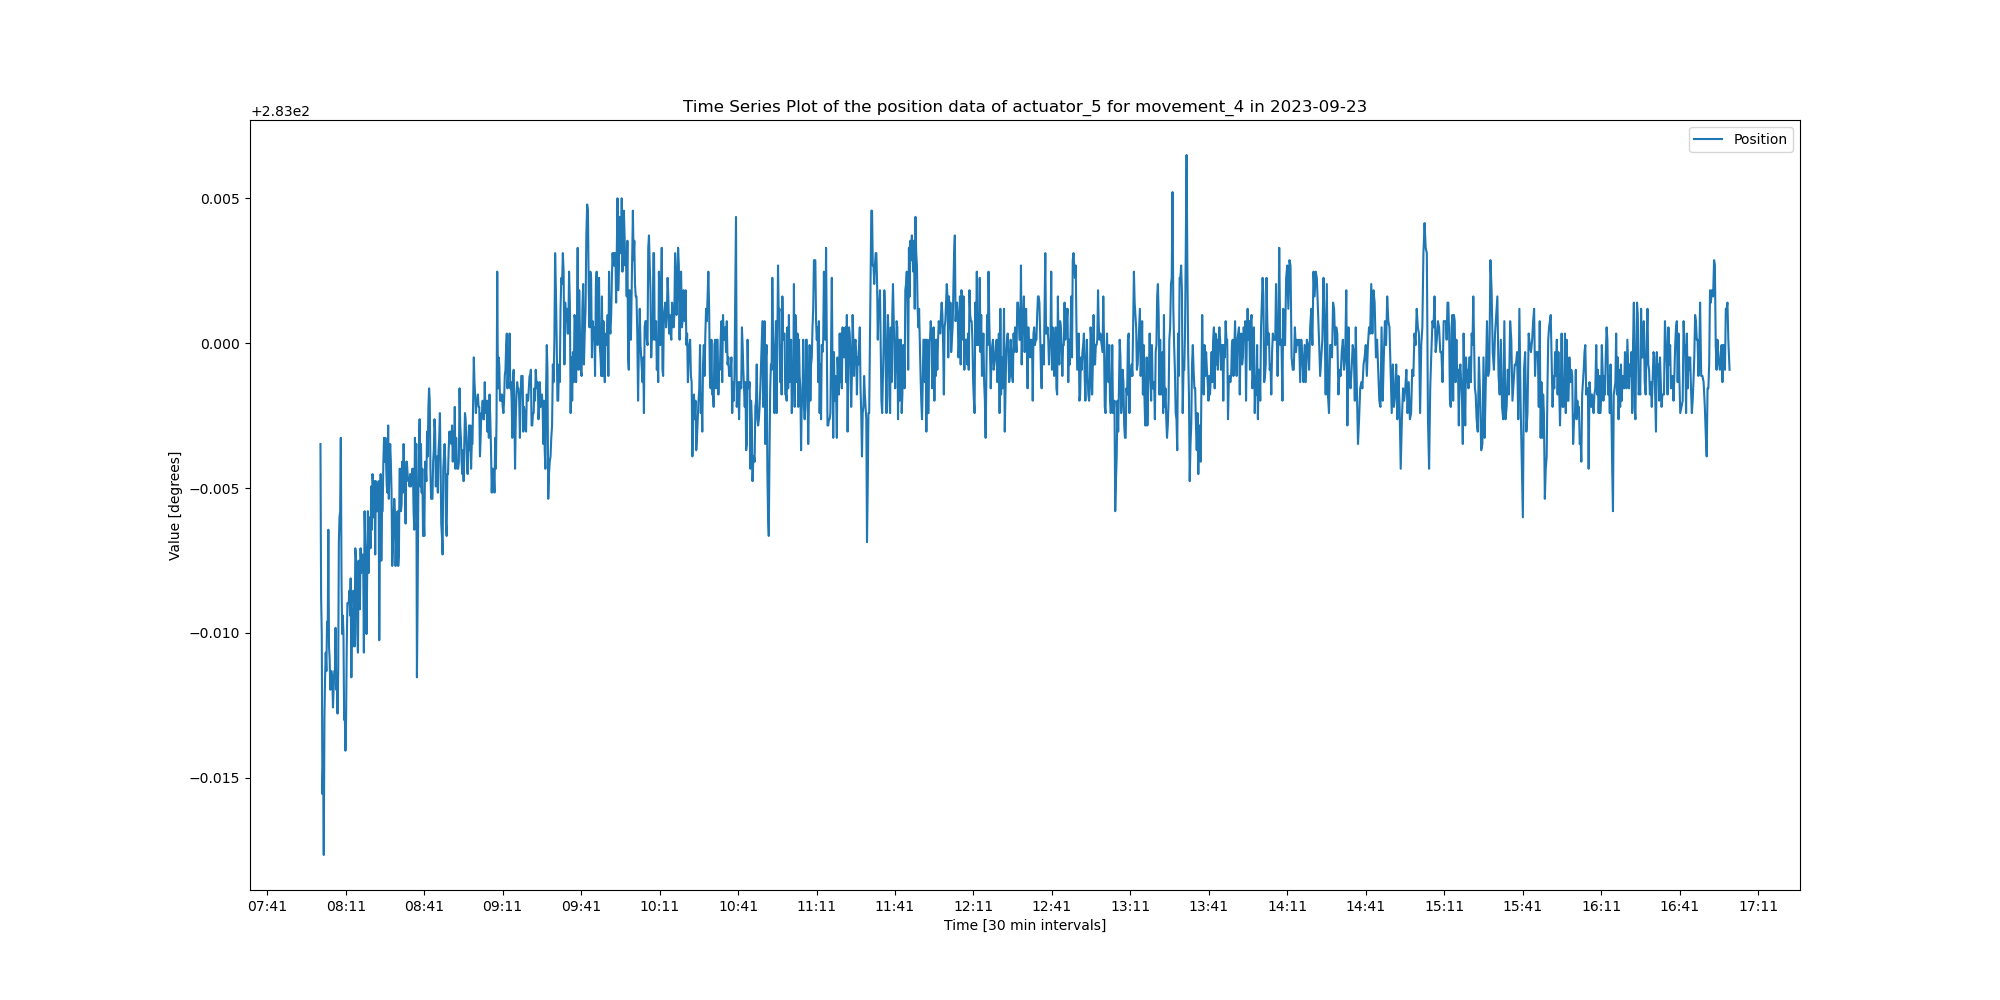 Time Series Plot of the position data of actuator_5 for movement_4 in 2023-09-23
+2.83e2
Position
0.005
0.000
−0.005
−0.010
−0.015
Value [degrees]
07:41 08:11 08:41 09:11 09:41 10:11 10:41 11:11 11:41 12:11 12:41 13:11 13:41 14:11 14:41 15:11 15:41 16:11 16:41 17:11
Time [30 min intervals]